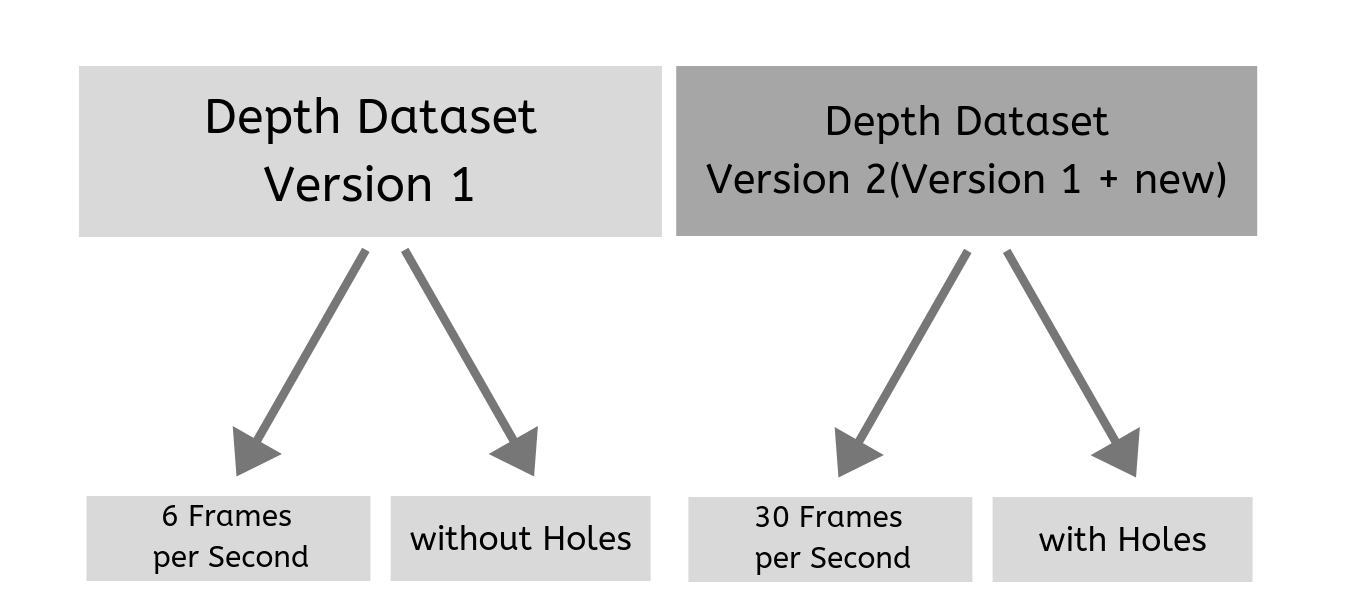 Depth Dataset
Version 1
Depth Dataset
Version 2(Version 1 + new)
6 Frames
per Second
without Holes
30 Frames
per Second
with Holes